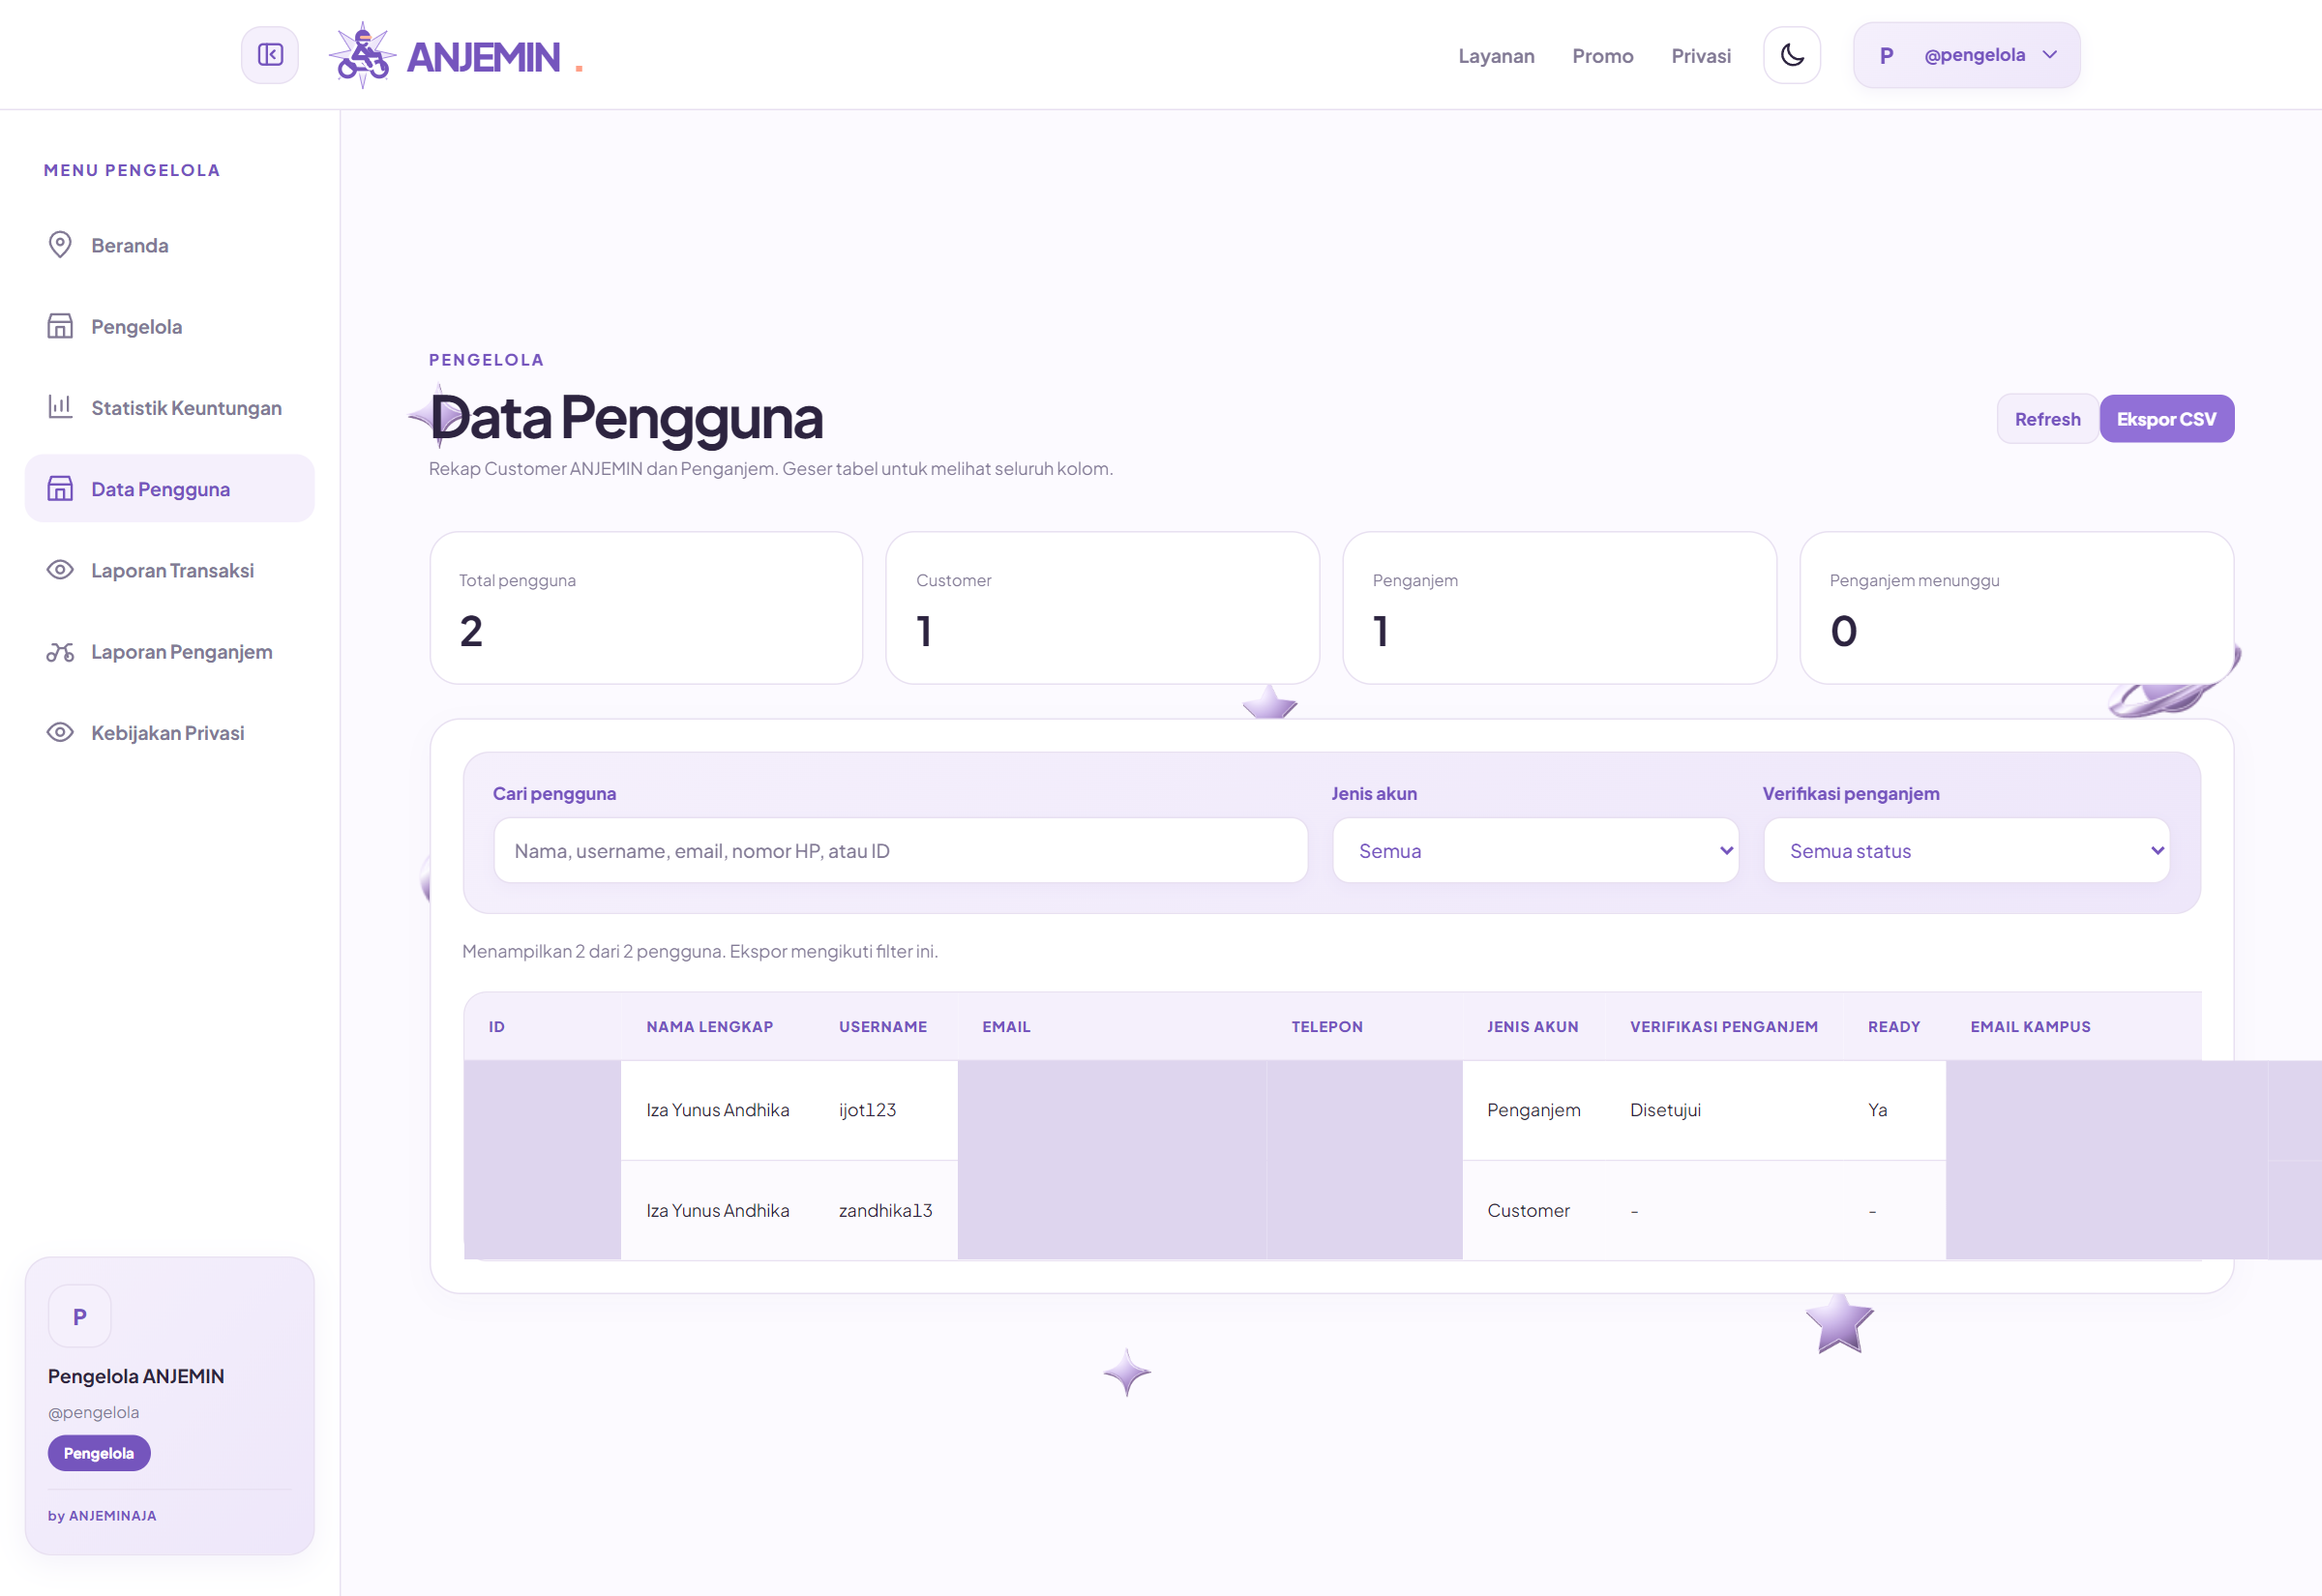 ANJEMIN .
Layanan Promo Privasi P @pengelola
MENU PENGELOLA
Beranda
Pengelola
Statistik Keuntungan
Data Pengguna
Laporan Transaksi
Laporan Penganjem
Kebijakan Privasi
P
Pengelola ANJEMIN
@pengelola
Pengelola
by ANJEMINAJA
PENGELOLA
Data Pengguna
Rekap Customer ANJEMIN dan Penganjem. Geser tabel untuk melihat seluruh kolom.
Refresh Ekspor CSV
Total pengguna
2
Customer
1
Penganjem
1
Penganjem menunggu
0
Cari pengguna
Nama, username, email, nomor HP, atau ID
Jenis akun
Semua
Verifikasi penganjem
Semua status
Menampilkan 2 dari 2 pengguna. Ekspor mengikuti filter ini.
ID NAMA LENGKAP USERNAME EMAIL TELEPON JENIS AKUN VERIFIKASI PENGANJEM READY EMAIL KAMPUS
Iza Yunus Andhika ijot123 Penganjem Disetujui Ya
Iza Yunus Andhika zandhika13 Customer - -